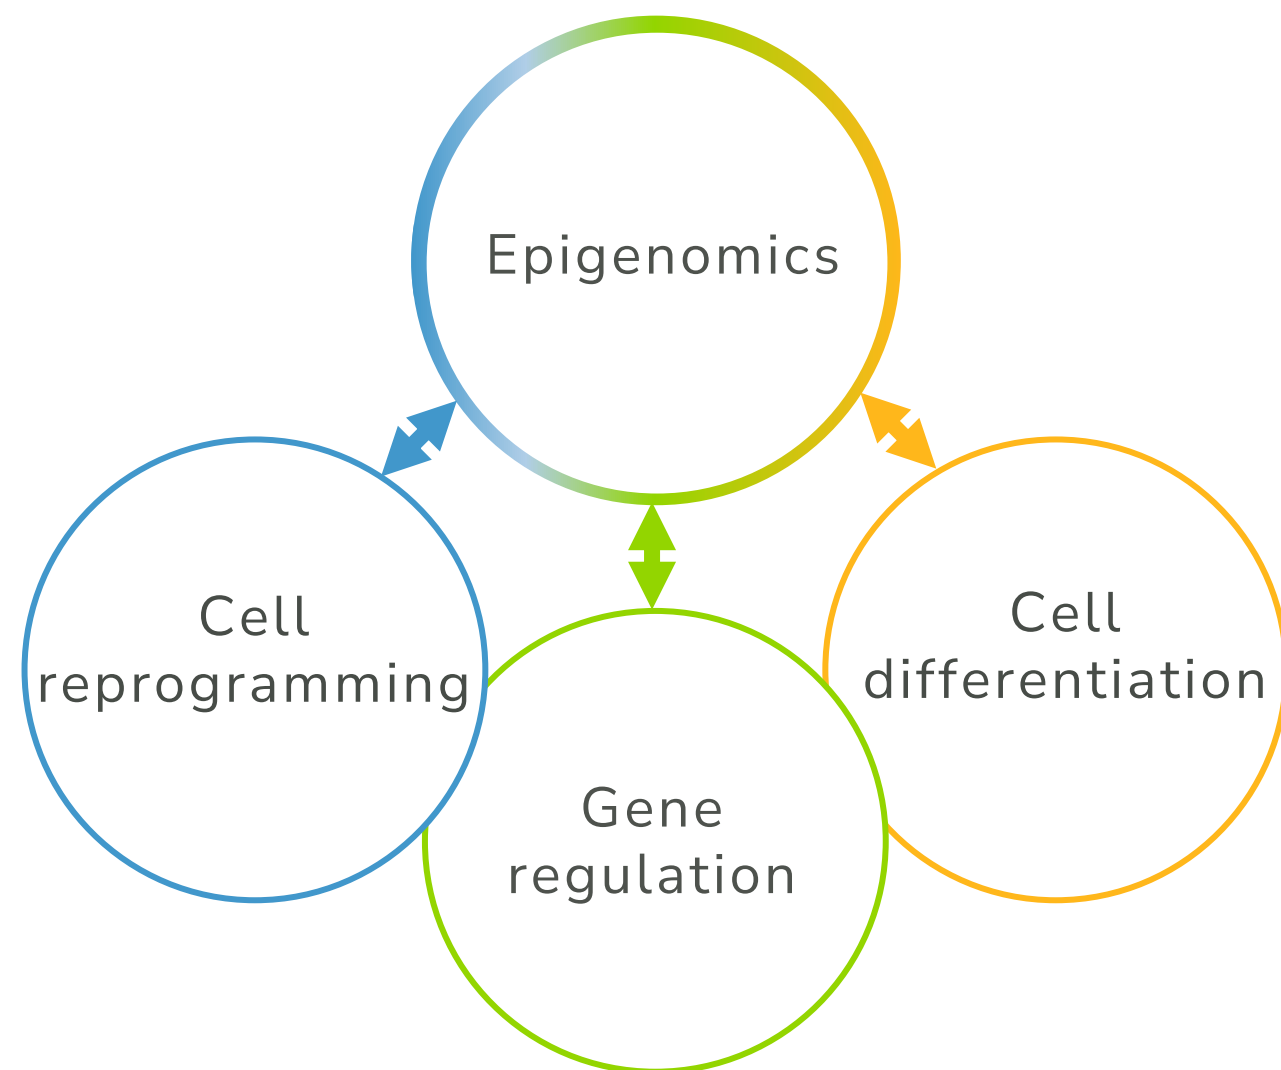 Epigenomics
Cell
reprogramming
Gene
regulation
Cell
differentiation